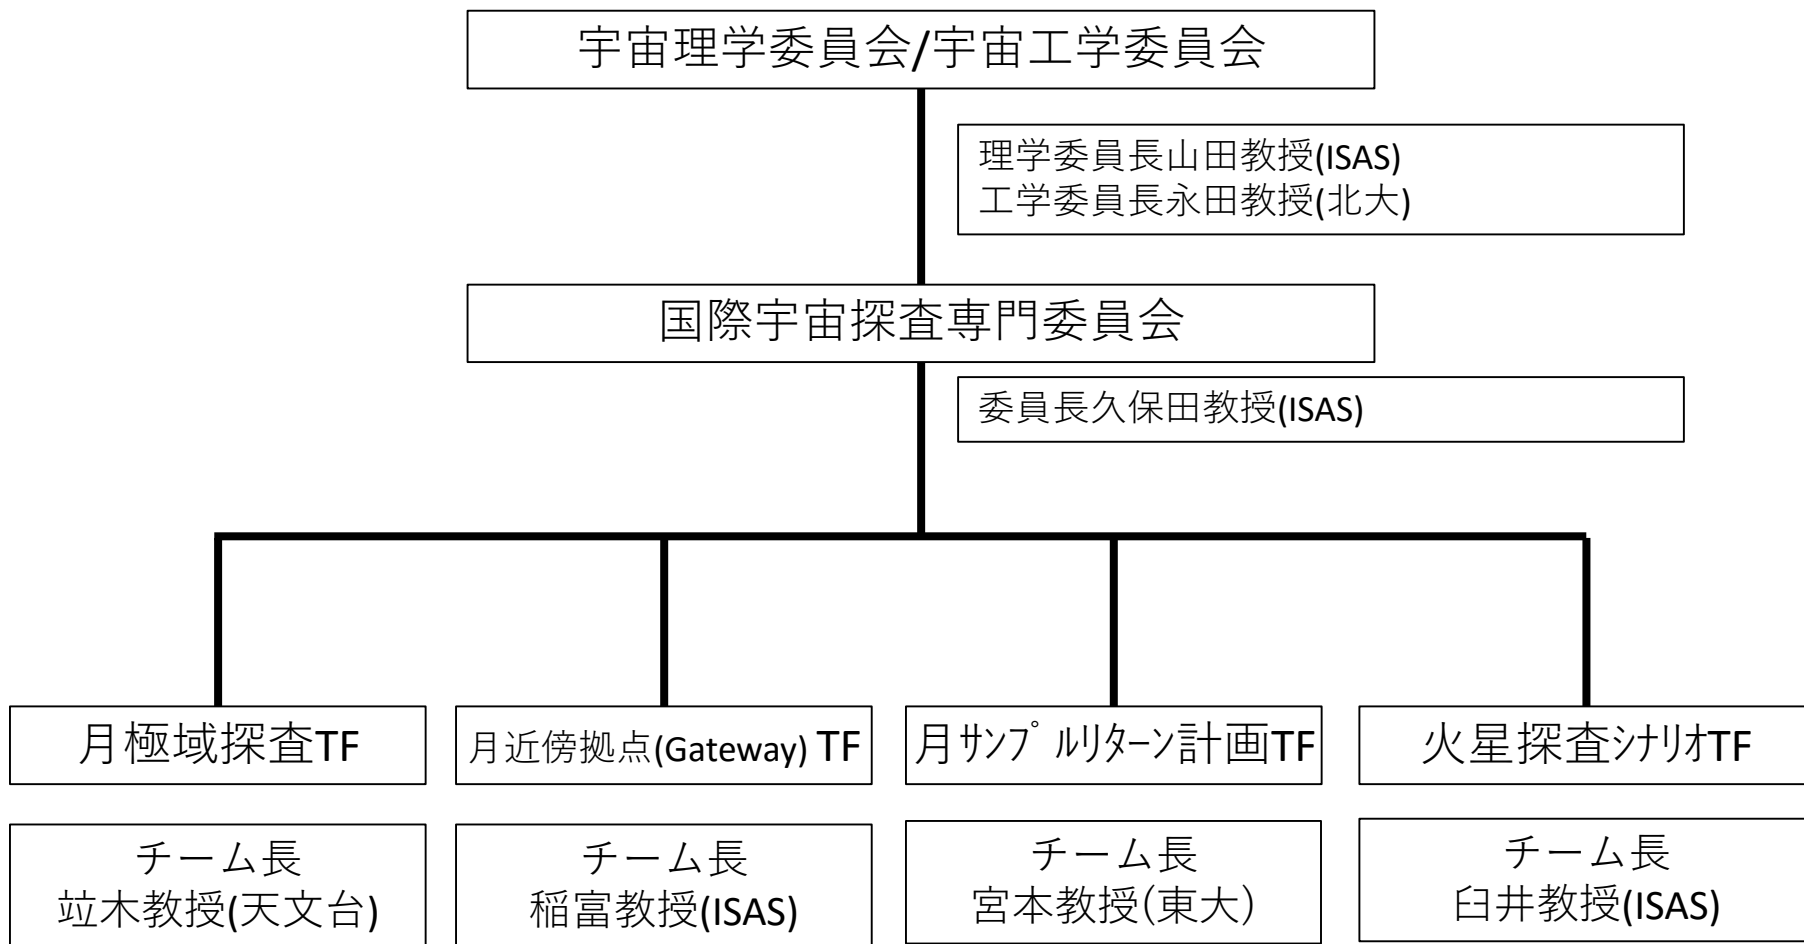 宇宙理学委員会/宇宙工学委員会
理学委員長山田教授(ISAS)
工学委員長永田教授(北大)
国際宇宙探査専門委員会
委員長久保田教授(ISAS)
月極域探査TF
月近傍拠点(Gateway) TF
月ｻﾝﾌﾟﾙﾘﾀｰﾝ計画TF
火星探査ｼﾅﾘｵTF
チーム長
竝木教授(天文台)
チーム長
稲富教授(ISAS)
チーム長
宮本教授(東大)
チーム長
臼井教授(ISAS)